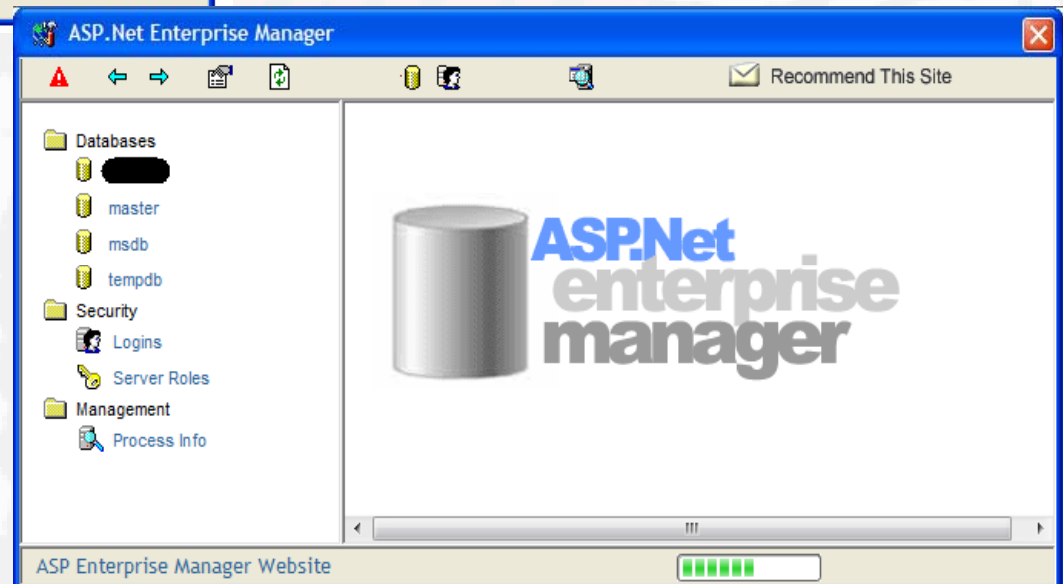 ASP.Net Enterprise Manager
Recommend This Site
Databases
master
msdb
tempdb
Security
Logins
Server Roles
Management
Process Info
ASP.Net
enterprise
manager
ASP Enterprise Manager Website